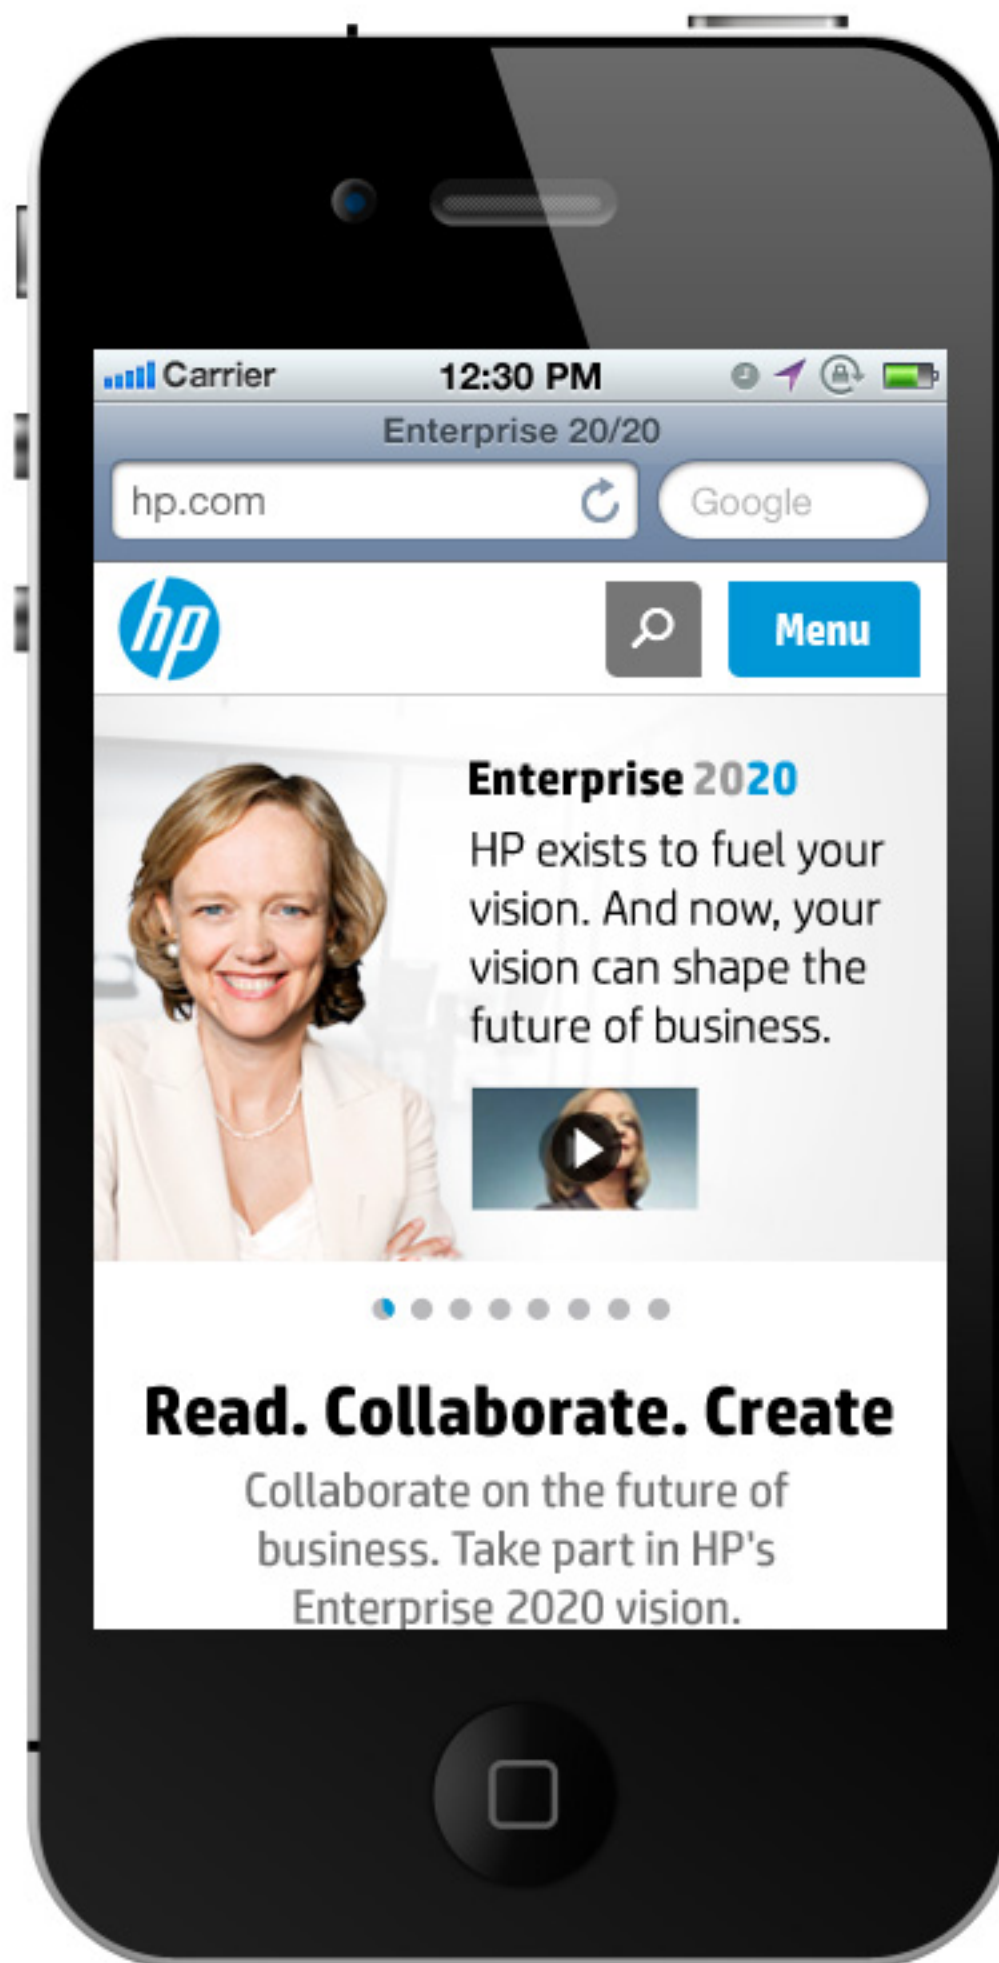 Carrier 12:30 PM
Enterprise 20/20
hp.com Google
hp Menu
Enterprise 2020
HP exists to fuel your
vision. And now, your
vision can shape the
future of business.
Read. Collaborate. Create
Collaborate on the future of
business. Take part in HP's
Enterprise 2020 vision.